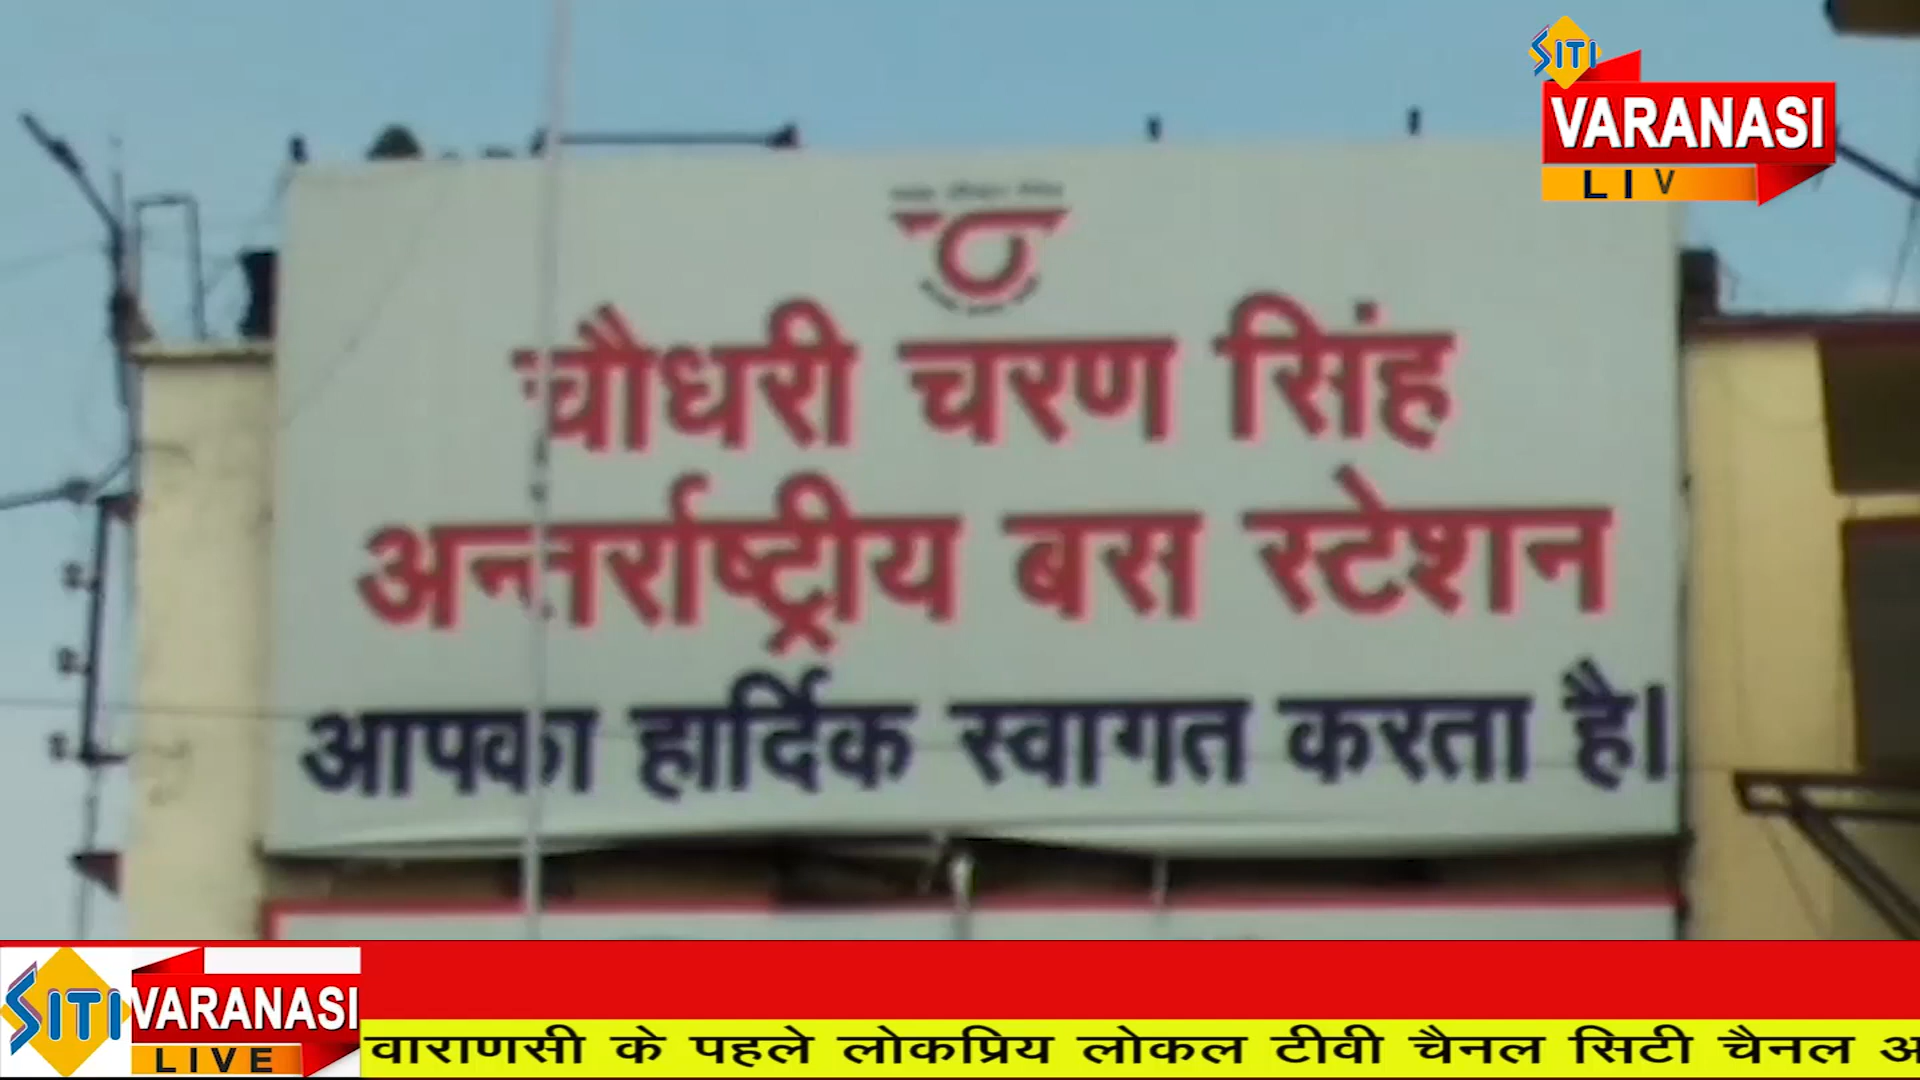 SITI
VARANASI
LIV
चौधरी चरण सिंह
अन्तर्राष्ट्रीय बस स्टेशन
आपका हार्दिक स्वागत करता है।
SITI VARANASI
LIVE
वाराणसी के पहले लोकप्रिय लोकल टीवी चैनल सिटी चैनल अ